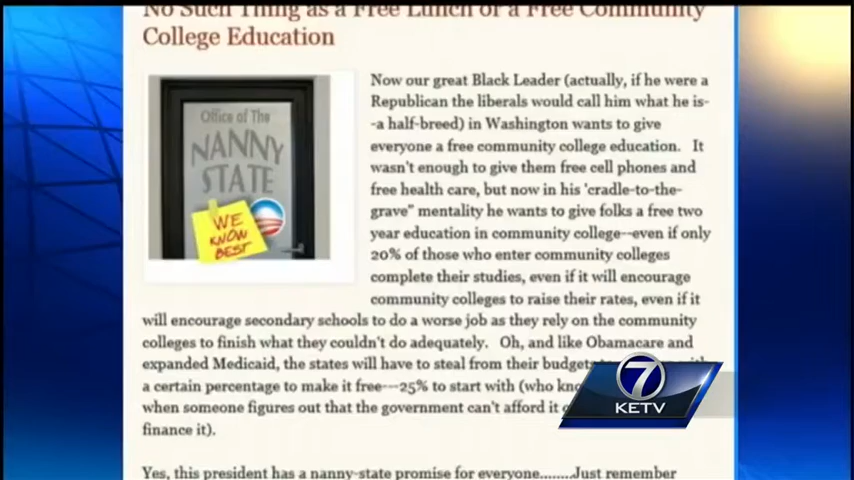 No Such Thing as a Free Lunch or a Free Community
College Education
Office of The
NANNY
STATE
WE
KNOW
BEST
Now our great Black Leader (actually, if he were a
Republican the liberals would call him what he is-
-a half-breed) in Washington wants to give
everyone a free community college education.   It
wasn't enough to give them free cell phones and
free health care, but now in his 'cradle-to-the-
grave" mentality he wants to give folks a free two
year education in community college--even if only
20% of those who enter community colleges
complete their studies, even if it will encourage
community colleges to raise their rates, even if it
will encourage secondary schools to do a worse job as they rely on the community
colleges to finish what they couldn't do adequately.   Oh, and like Obamacare and
expanded Medicaid, the states will have to steal from their budgets
a certain percentage to make it free---25% to start with (who
when someone figures out that the government can't afford it
finance it).
Yes, this president has a nanny-state promise for everyone........Just remember
7
KETV